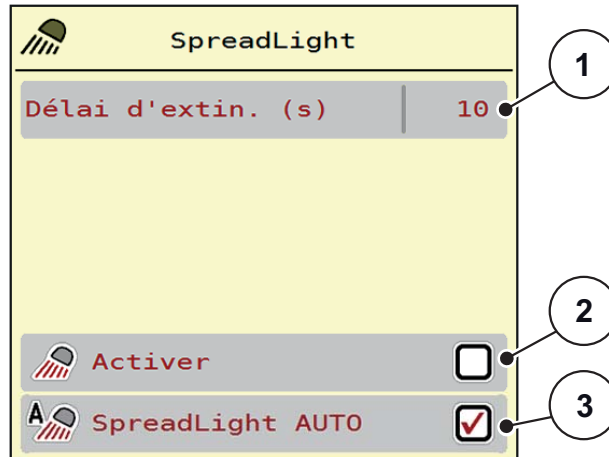 SpreadLight
1
Délai d'extin. (s) 10
2
Activer
3
A SpreadLight AUTO